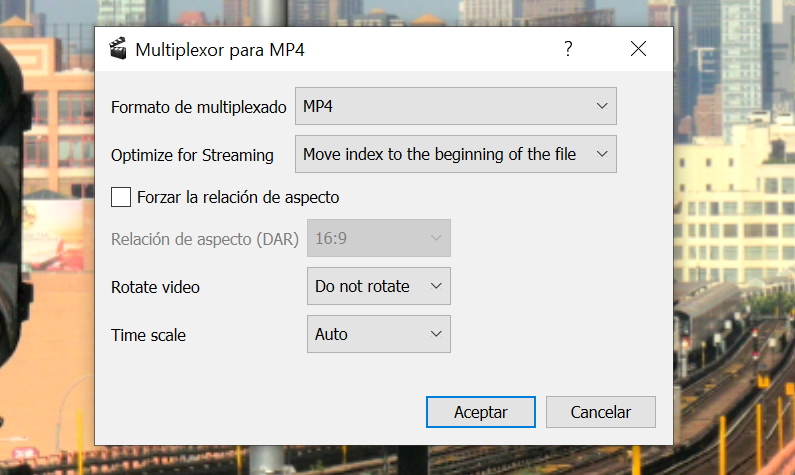 Multiplexor para MP4
Formato de multiplexado MP4
Optimize for Streaming Move index to the beginning of the file
Forzar la relación de aspecto
Relación de aspecto (DAR) 16:9
Rotate video Do not rotate
Time scale Auto
Aceptar Cancelar